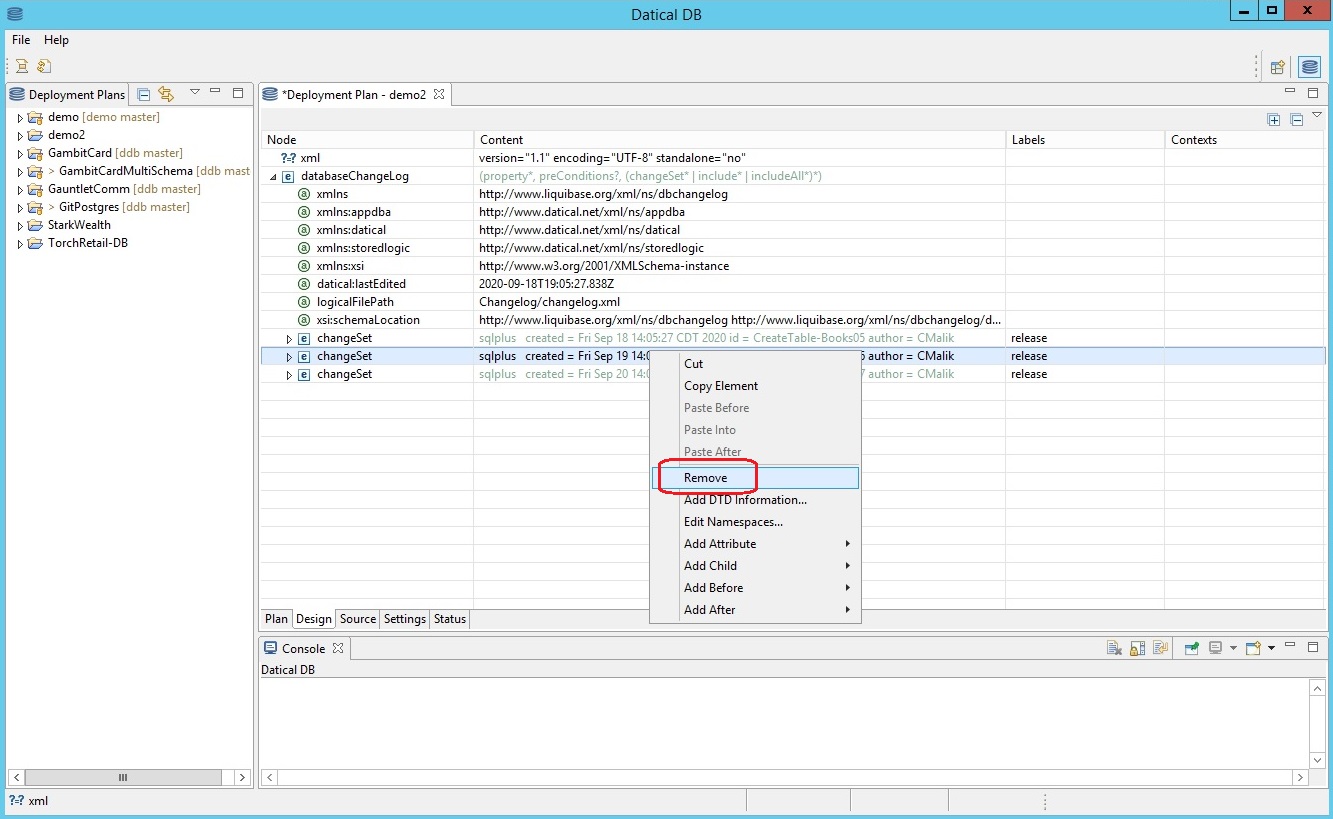 Datical DB
File Help
Deployment Plans
*Deployment Plan - demo2
demo [demo master]
demo2
GambitCard [ddb master]
> GambitCardMultiSchema [ddb mast
GauntletComm [ddb master]
> GitPostgres [ddb master]
StarkWealth
TorchRetail-DB
Node Content Labels Contexts
?=? xml version="1.1" encoding="UTF-8" standalone="no"
e databaseChangeLog (property*, preConditions?, (changeSet* | include* | includeAll*)*)
a xmlns http://www.liquibase.org/xml/ns/dbchangelog
a xmlns:appdba http://www.datical.net/xml/ns/appdba
a xmlns:datical http://www.datical.net/xml/ns/datical
a xmlns:storedlogic http://www.datical.net/xml/ns/storedlogic
a xmlns:xsi http://www.w3.org/2001/XMLSchema-instance
a datical:lastEdited 2020-09-18T19:05:27.838Z
a logicalFilePath Changelog/changelog.xml
a xsi:schemaLocation http://www.liquibase.org/xml/ns/dbchangelog http://www.liquibase.org/xml/ns/dbchangelog/d...
e changeSet sqlplus created = Fri Sep 18 14:05:27 CDT 2020 id = CreateTable-Books05 author = CMalik release
e changeSet sqlplus created = Fri Sep 19 14:0 6 author = CMalik release
e changeSet sqlplus created = Fri Sep 20 14:0 7 author = CMalik release
Cut
Copy Element
Paste Before
Paste Into
Paste After
Remove
Add DTD Information...
Edit Namespaces...
Add Attribute
Add Child
Add Before
Add After
Plan Design Source Settings Status
Console
Datical DB
?=? xml